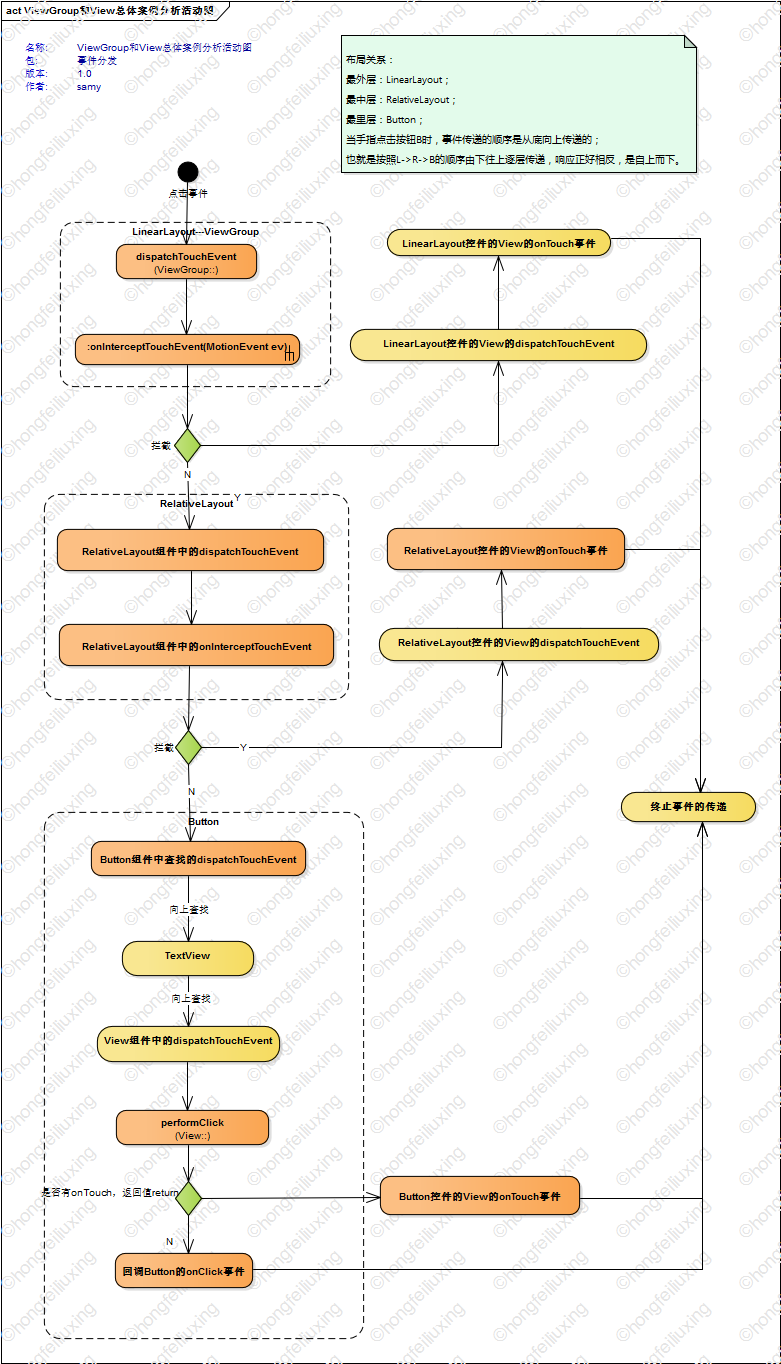 act ViewGroup和View总体案例分析活动图
名称: ViewGroup和View总体案例分析活动图
包: 事件分发
版本: 1.0
作者: samy
布局关系：
最外层：LinearLayout；
最中层：RelativeLayout；
最里层：Button；
当手指点击按钮B时，事件传递的顺序是从底向上传递的；
也就是按照L->R->B的顺序由下往上逐层传递，响应正好相反，是自上而下。
点击事件
LinearLayout---ViewGroup
dispatchTouchEvent
(ViewGroup::)
:onInterceptTouchEvent(MotionEvent ev)
LinearLayout控件的View的onTouch事件
LinearLayout控件的View的dispatchTouchEvent
拦截
N
Y
RelativeLayout
RelativeLayout组件中的dispatchTouchEvent
RelativeLayout组件中的onInterceptTouchEvent
RelativeLayout控件的View的onTouch事件
RelativeLayout控件的View的dispatchTouchEvent
拦截
Y
N
终止事件的传递
Button
Button组件中查找的dispatchTouchEvent
向上查找
TextView
向上查找
View组件中的dispatchTouchEvent
performClick
(View::)
是否有onTouch，返回值return
Button控件的View的onTouch事件
N
回调Button的onClick事件
©hongfeiliuxing